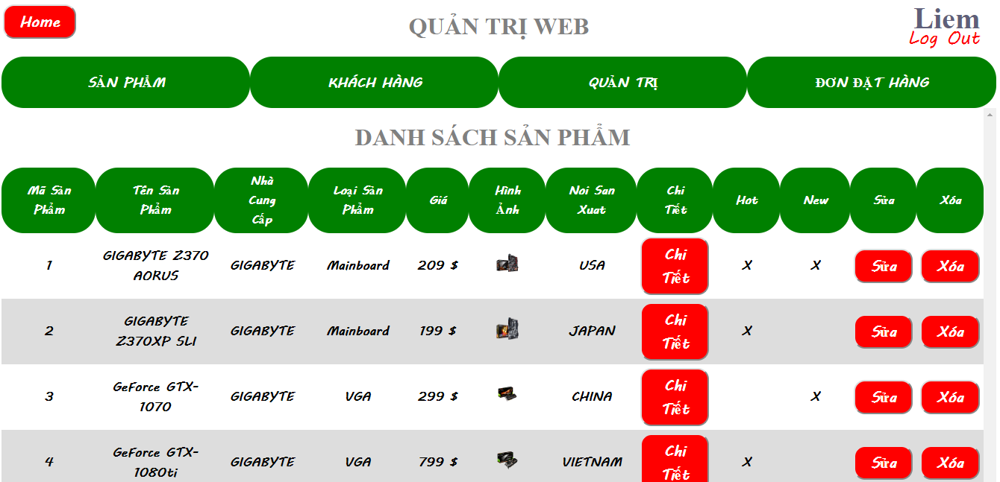 Home
QUẢN TRỊ WEB
Liem
Log Out
SẢN PHẨM
KHÁCH HÀNG
QUẢN TRỊ
ĐƠN ĐẶT HÀNG
DANH SÁCH SẢN PHẨM
Mã Sản
Phẩm
Tên Sản
Phẩm
Nhà
Cung
Cấp
Loại Sản
Phẩm
Giá
Hình
Ảnh
Noi San
Xuat
Chi
Tiết
Hot
New
Sửa
Xóa
1
GIGABYTE Z370
AORUS
GIGABYTE
Mainboard
209 $
USA
Chi
Tiết
X
X
Sửa
Xóa
2
GIGABYTE
Z370XP SLI
GIGABYTE
Mainboard
199 $
JAPAN
Chi
Tiết
X
Sửa
Xóa
3
GeForce GTX-
1070
GIGABYTE
VGA
299 $
CHINA
Chi
Tiết
X
Sửa
Xóa
4
GeForce GTX-
1080ti
GIGABYTE
VGA
799 $
VIETNAM
Chi
Tiết
X
Sửa
Xóa